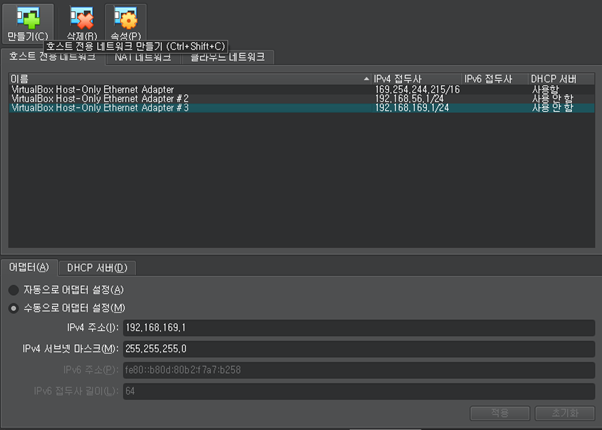 만들기(C) 삭제(R) 속성(P)
호스트 전용 네트워크 만들기 (Ctrl+Shift+C)
호스트 전용 네트워크 NAT 네트워크 클라우드 네트워크
이름 IPv4 접두사 IPv6 접두사 DHCP 서버
VirtualBox Host-Only Ethernet Adapter 169.254.244.215/16 사용함
VirtualBox Host-Only Ethernet Adapter #2 192.168.56.1/24 사용 안 함
VirtualBox Host-Only Ethernet Adapter #3 192.168.169.1/24 사용 안 함
어댑터(A) DHCP 서버(D)
자동으로 어댑터 설정(A)
수동으로 어댑터 설정(M)
IPv4 주소(I): 192.168.169.1
IPv4 서브넷 마스크(M): 255.255.255.0
IPv6 주소(P): fe80::b80d:80b2:f7a7:b258
IPv6 접두사 길이(L): 64
적용 초기화